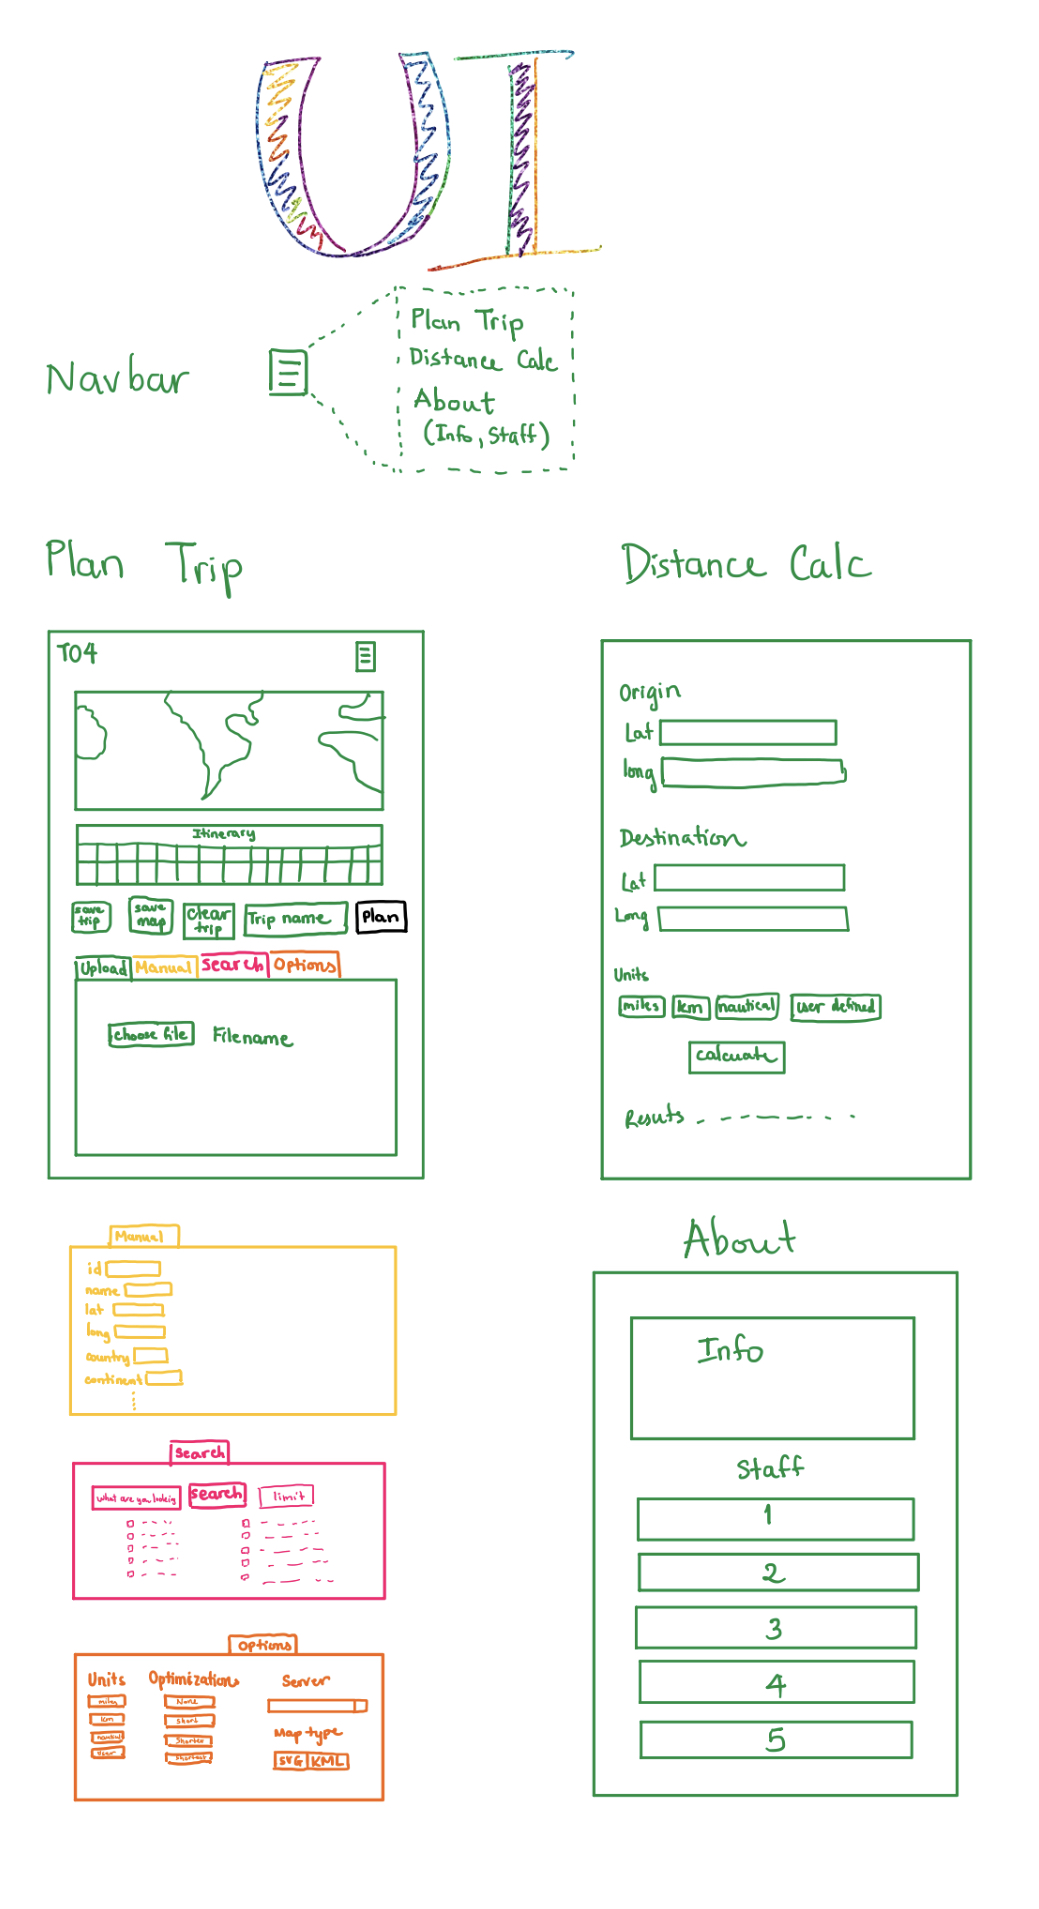 UI
Navbar
Plan Trip
Distance Calc
About
(Info, Staff)
Plan Trip
T04
Itinerary
save trip
save map
clear trip
Trip name
Plan
Upload
Manual
Search
Options
choose file
Filename
Distance Calc
Origin
Lat
long
Destination
Lat
Long
Units
miles
km
nautical
user defined
calcuate
Resuts
Manual
id
name
lat
long
country
continent
Search
what are you looking
search
limit
Options
Units
miles
km
nautical
user
Optimizations
None
short
shorter
shortest
Server
Map type
SVG
KML
About
Info
Staff
1
2
3
4
5